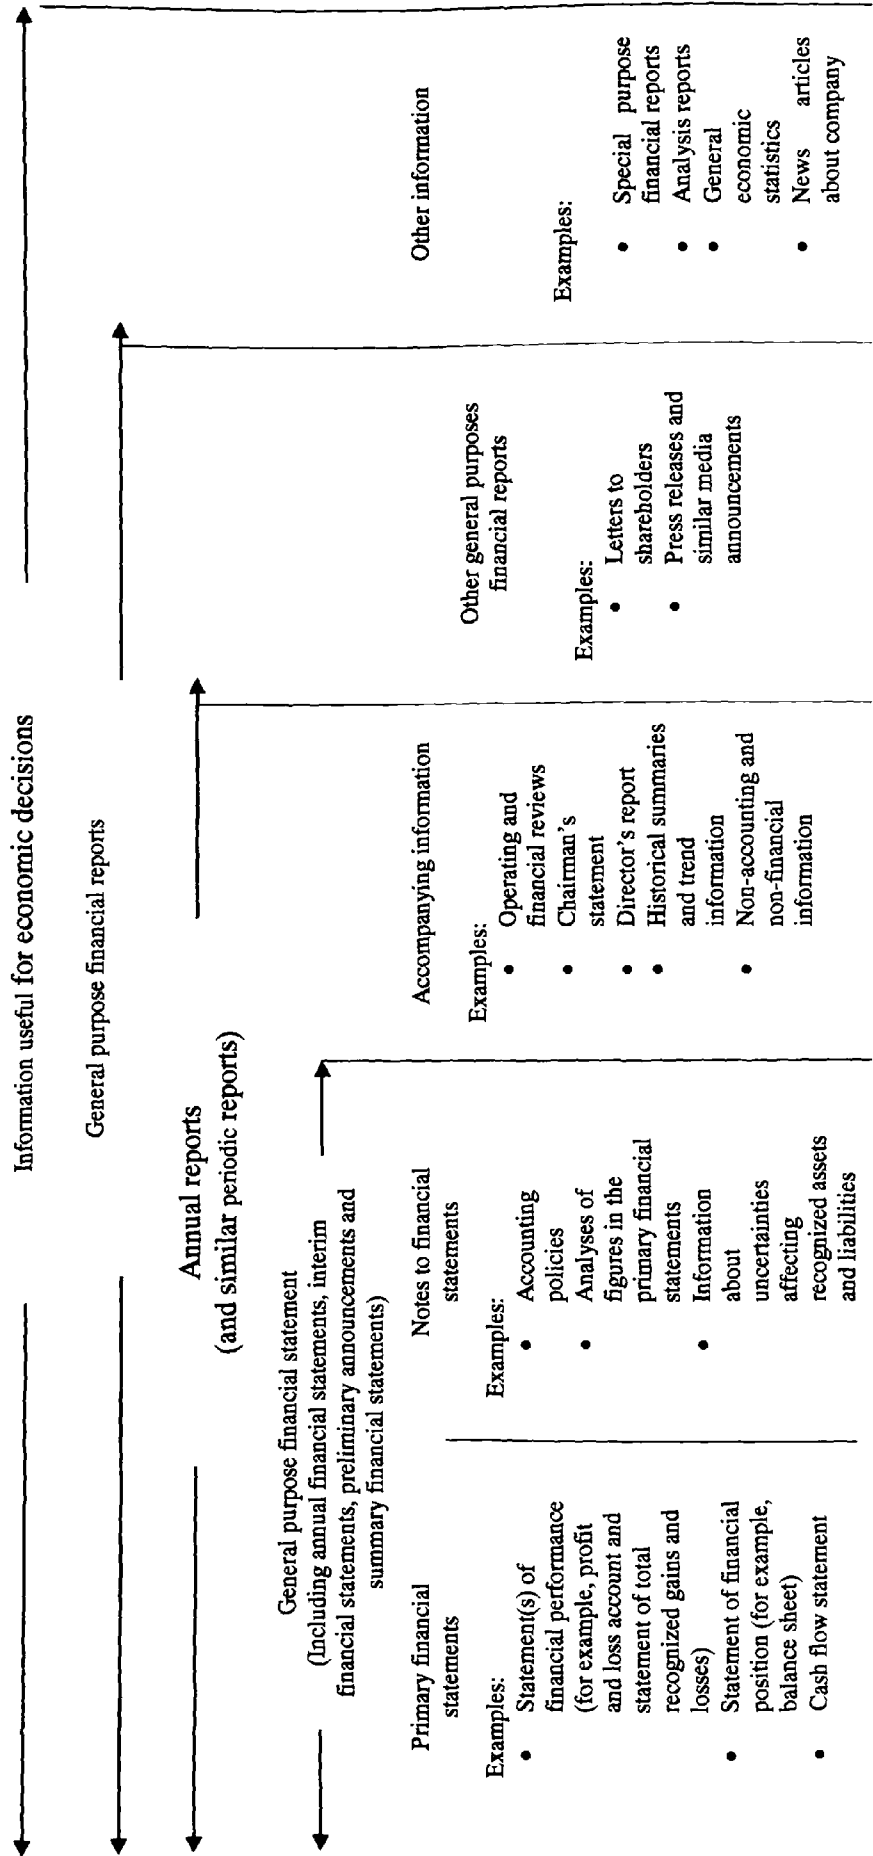 Information useful for economic decisions
General purpose financial reports
Annual reports
(and similar periodic reports)
General purpose financial statement
(Including annual financial statements, interim
financial statements, preliminary announcements and
summary financial statements)
Primary financial
statements
Examples:
• Statement(s) of
financial performance
(for example, profit
and loss account and
statement of total
recognized gains and
losses)
• Statement of financial
position (for example,
balance sheet)
• Cash flow statement
Notes to financial
statements
Examples:
• Accounting
policies
• Analyses of
figures in the
primary financial
statements
• Information
about
uncertainties
affecting
recognized assets
and liabilities
Accompanying information
Examples:
• Operating and
financial reviews
• Chairman's
statement
• Director's report
• Historical summaries
and trend
information
• Non-accounting and
non-financial
information
Other general purposes
financial reports
Examples:
• Letters to
shareholders
• Press releases and
similar media
announcements
Other information
Examples:
• Special purpose
financial reports
• Analysis reports
• General
economic
statistics
• News articles
about company